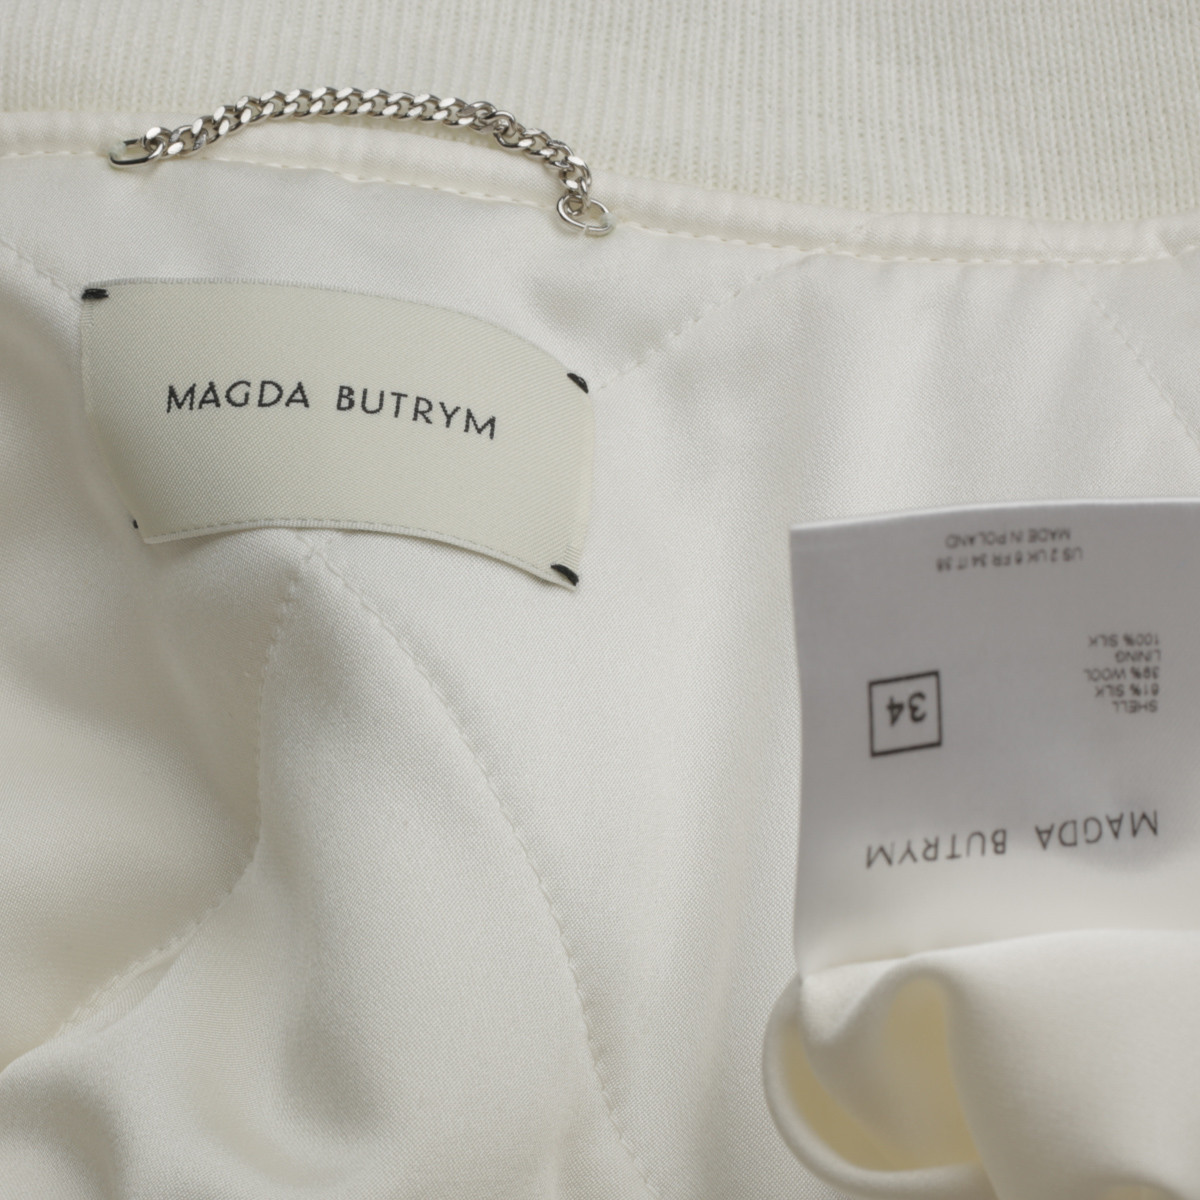 MAGDA BUTRYM
MAGDA BUTRYM
34
SHELL
61% SILK
39% WOOL
LINING
100% SILK
US 2 UK 6 FR 34 IT 38
MADE IN POLAND